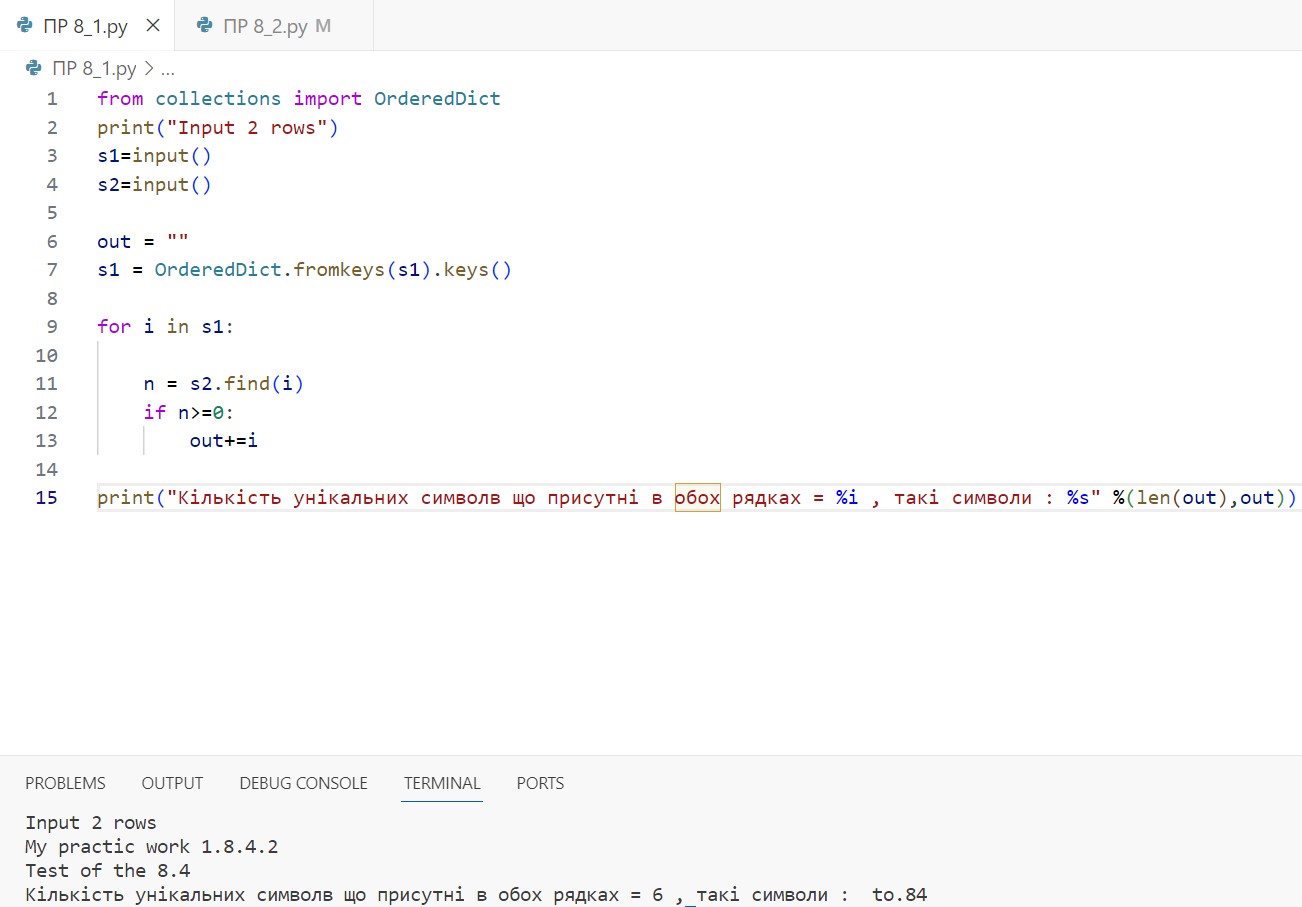 ПР 8_1.py ПР 8_2.py M
ПР 8_1.py > ...
1 from collections import OrderedDict
2 print("Input 2 rows")
3 s1=input()
4 s2=input()
5
6 out = ""
7 s1 = OrderedDict.fromkeys(s1).keys()
8
9 for i in s1:
10
11     n = s2.find(i)
12     if n>=0:
13         out+=i
14
15 print("Кількість унікальних символв що присутні в обох рядках = %i , такі символи : %s" %(len(out),out))
PROBLEMS OUTPUT DEBUG CONSOLE TERMINAL PORTS
Input 2 rows
My practic work 1.8.4.2
Test of the 8.4
Кількість унікальних символв що присутні в обох рядках = 6 , такі символи :  to.84